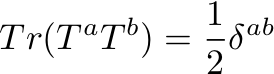 $Tr(T^a T^b) = \frac{1}{2} \delta^{ab}$